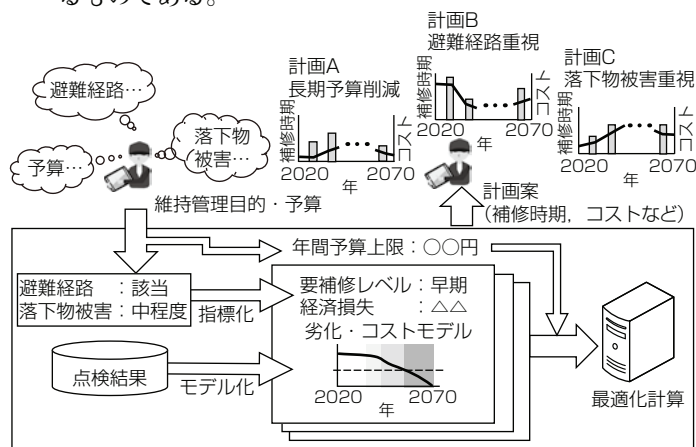 るものである。
避難経路…
予算…
落下物
被害…
計画A
長期予算削減
補修時期
コスト
2020
年
2070
計画B
避難経路重視
補修時期
コスト
2020
年
2070
計画C
落下物被害重視
補修時期
コスト
2020
年
2070
維持管理目的・予算
計画案
(補修時期,コストなど)
年間予算上限:○○円
避難経路 :該当
落下物被害:中程度
指標化
要補修レベル:早期
経済損失 :△△
劣化・コストモデル
2020
年
2070
点検結果
モデル化
最適化計算